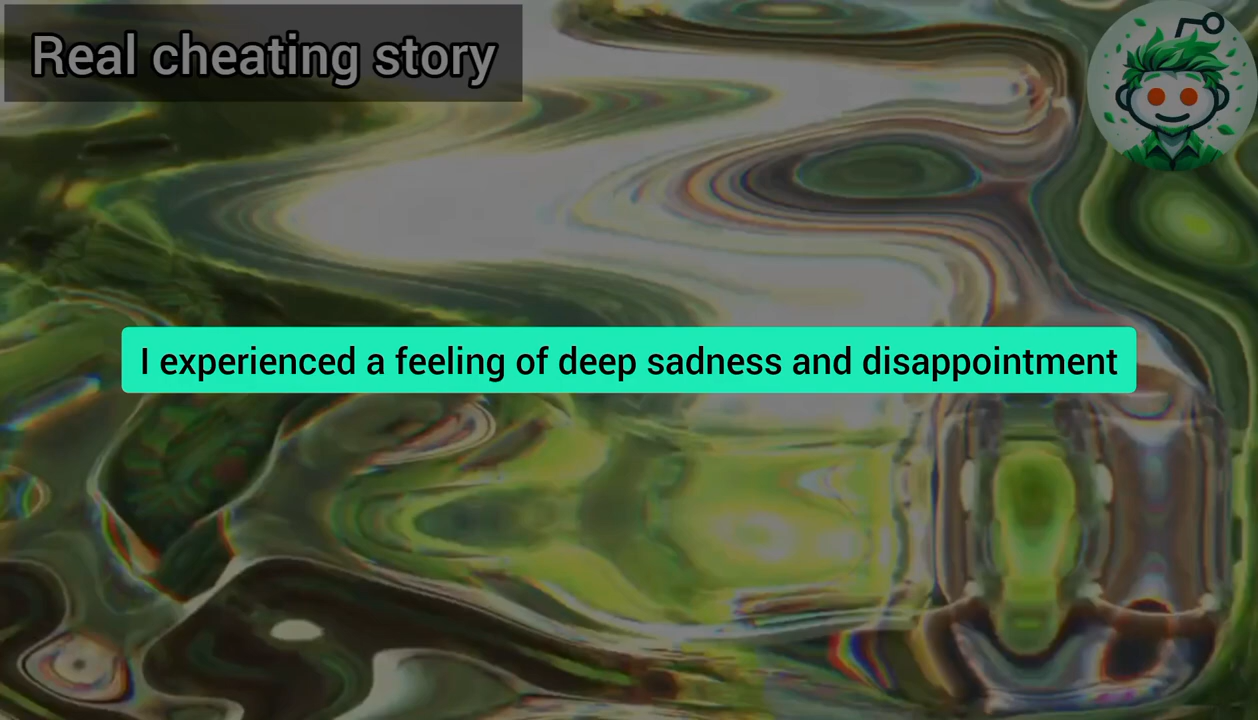 Real cheating story
I experienced a feeling of deep sadness and disappointment